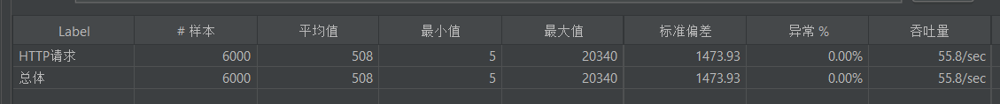 Label # 样本 平均值 最小值 最大值 标准偏差 异常 % 吞吐量
HTTP请求 6000 508 5 20340 1473.93 0.00% 55.8/sec
总体 6000 508 5 20340 1473.93 0.00% 55.8/sec